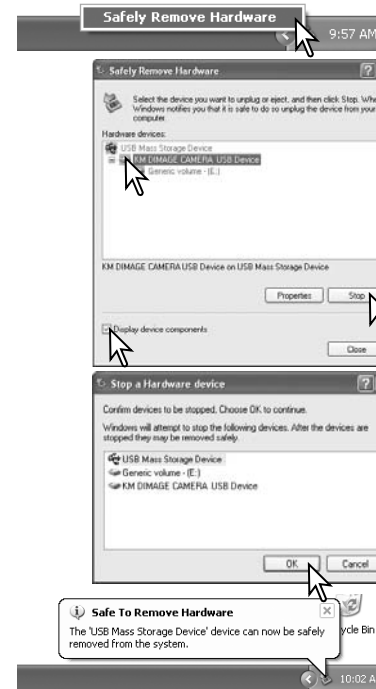 Safely Remove Hardware
9:57 AM
Safely Remove Hardware
Select the device you want to unplug or eject, and then click Stop. Whe
Windows notifies you that it is safe to do so unplug the device from your
computer.
Hardware devices:
USB Mass Storage Device
KM DIMAGE CAMERA USB Device
Generic volume - (E:)
KM DIMAGE CAMERA USB Device on USB Mass Storage Device
Properties
Stop
Display device components
Close
Stop a Hardware device
Confirm devices to be stopped. Choose OK to continue.
Windows will attempt to stop the following devices. After the devices are
stopped they may be removed safely.
USB Mass Storage Device
Generic volume - (E:)
KM DIMAGE CAMERA USB Device
OK
Cancel
Safe To Remove Hardware
The 'USB Mass Storage Device' device can now be safely
removed from the system.
ycle Bin
10:02 A